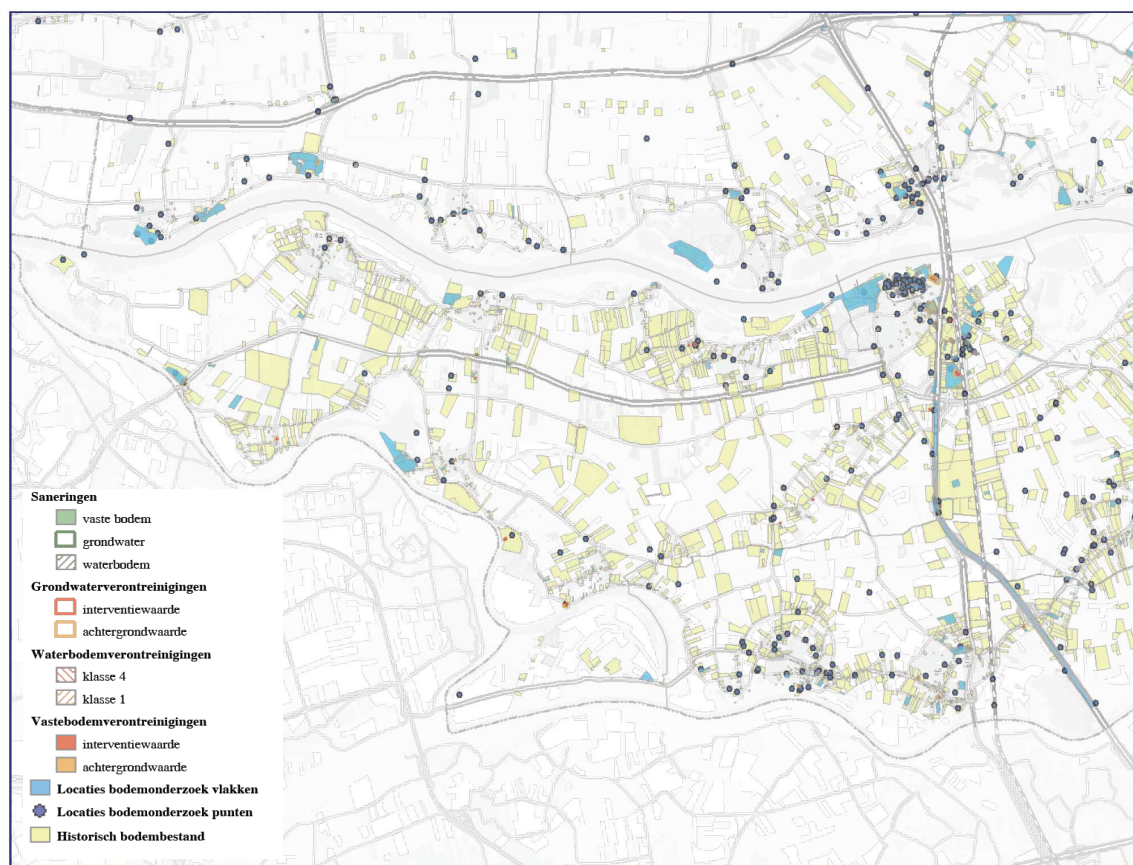 Saneringen
vaste bodem
grondwater
waterbodem
Grondwaterverontreinigingen
interventiewaarde
achtergrondwaarde
Waterbodemverontreinigingen
klasse 4
klasse 1
Vastebodemverontreinigingen
interventiewaarde
achtergrondwaarde
Locaties bodemonderzoek vlakken
Locaties bodemonderzoek punten
Historisch bodembestand